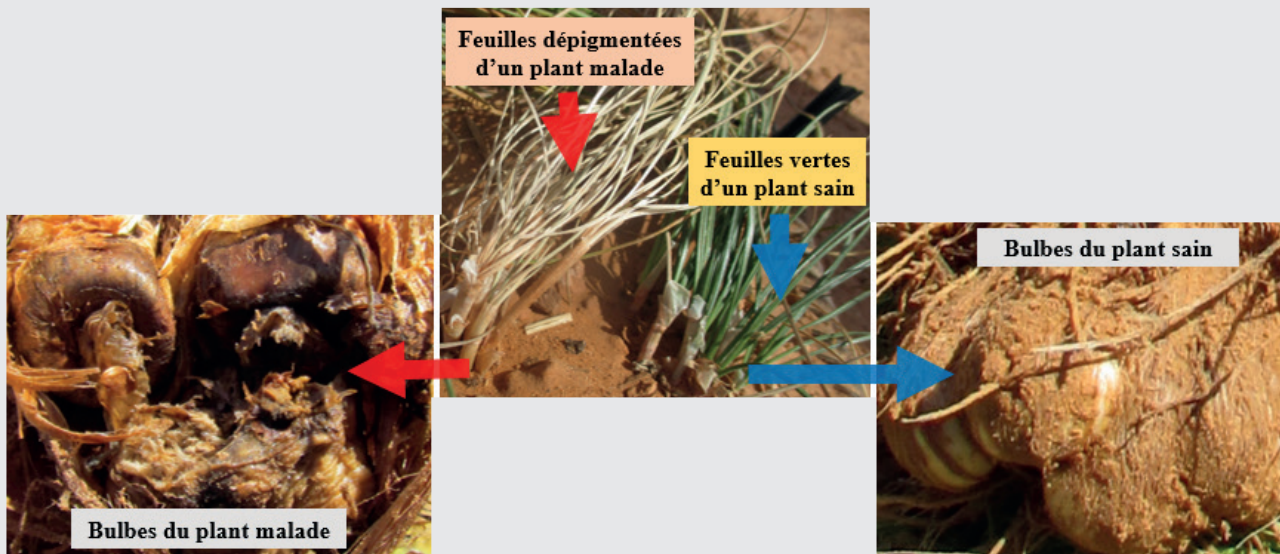 Feuilles dépigmentées
d’un plant malade
Feuilles vertes
d’un plant sain
Bulbes du plant sain
Bulbes du plant malade